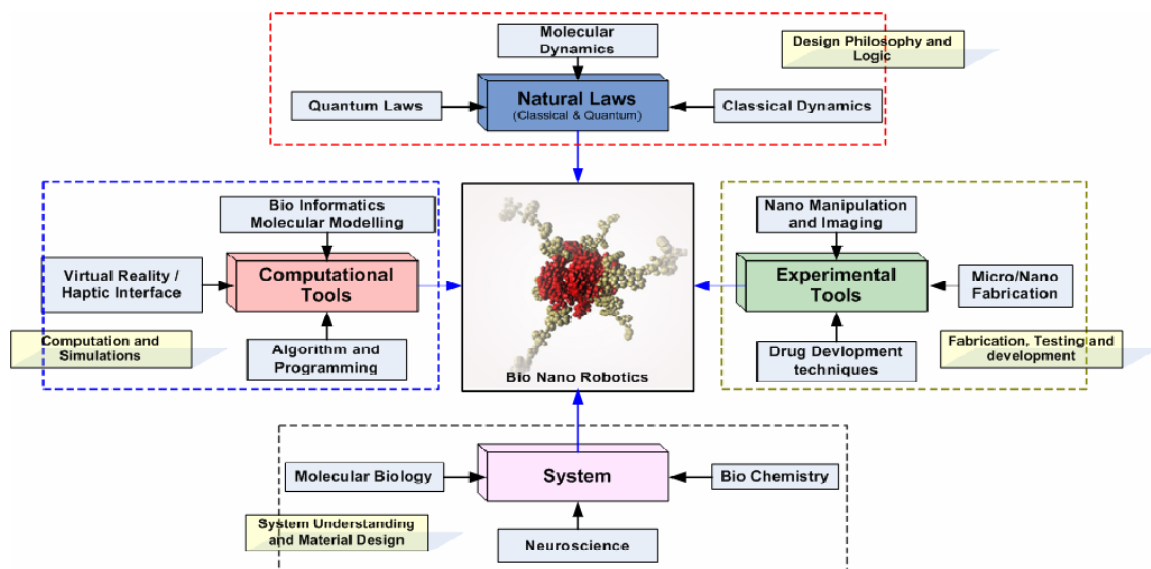 Molecular
Dynamics
Design Philosophy and
Logic
Quantum Laws
Natural Laws
(Classical & Quantum)
Classical Dynamics
Bio Informatics
Molecular Modelling
Virtual Reality /
Haptic Interface
Computational
Tools
Computation and
Simulations
Algorithm and
Programming
Bio Nano Robotics
Nano Manipulation
and Imaging
Experimental
Tools
Micro/Nano
Fabrication
Drug Devlopment
techniques
Fabrication, Testing and
development
Molecular Biology
System
Bio Chemistry
System Understanding
and Material Design
Neuroscience